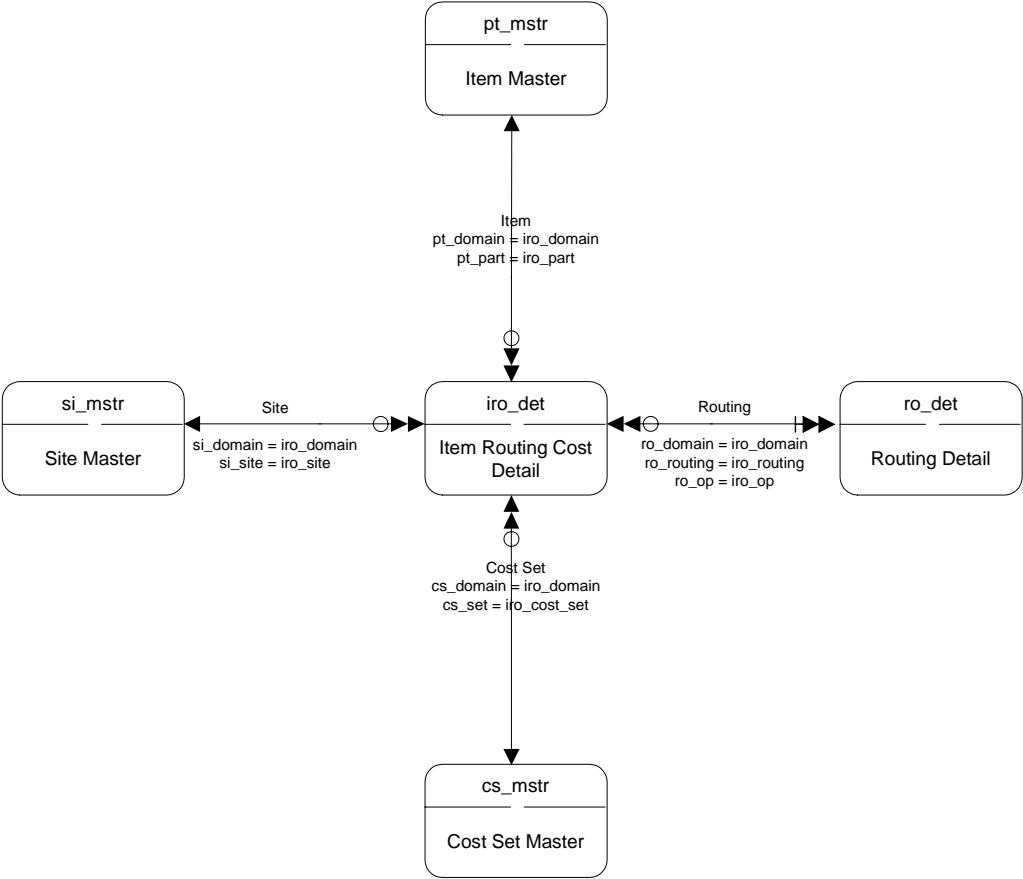 pt_mstr
Item Master
Item
pt_domain = iro_domain
pt_part = iro_part
si_mstr
Site Master
Site
si_domain = iro_domain
si_site = iro_site
iro_det
Item Routing Cost
Detail
Routing
ro_domain = iro_domain
ro_routing = iro_routing
ro_op = iro_op
ro_det
Routing Detail
Cost Set
cs_domain = iro_domain
cs_set = iro_cost_set
cs_mstr
Cost Set Master